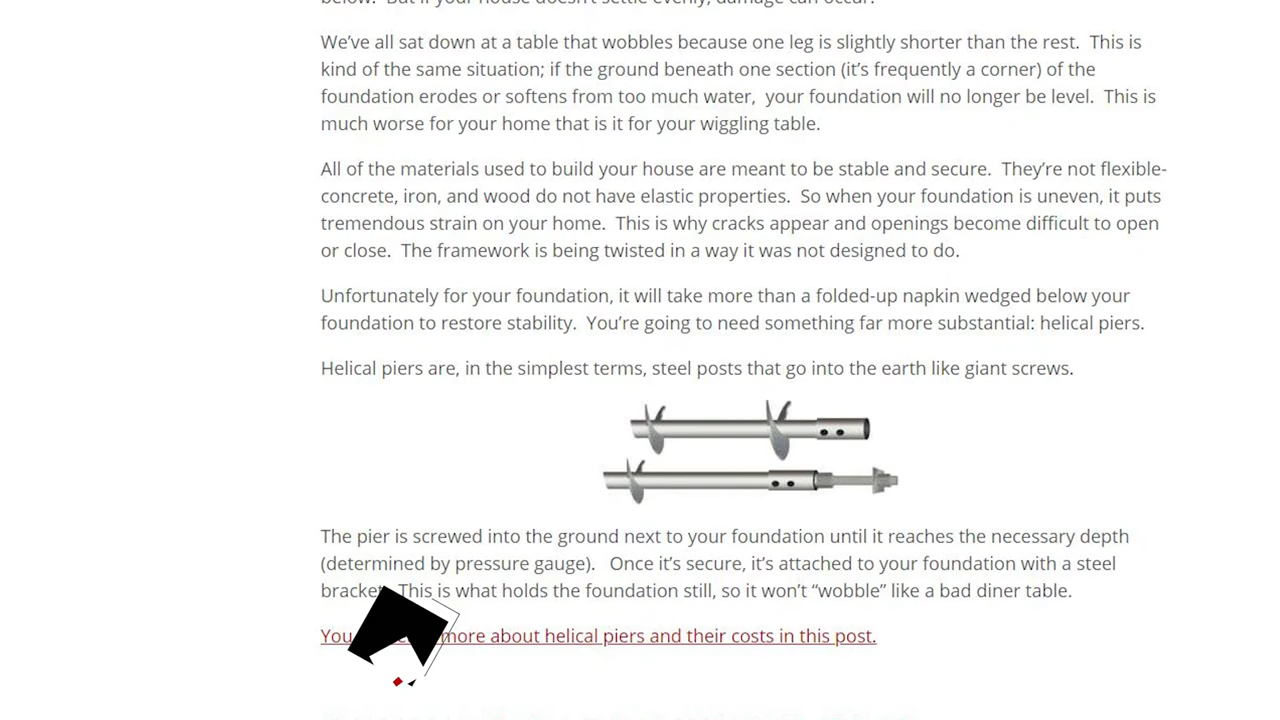 below.  But if your house doesn't settle evenly, damage can occur.
We’ve all sat down at a table that wobbles because one leg is slightly shorter than the rest.  This is
kind of the same situation; if the ground beneath one section (it’s frequently a corner) of the
foundation erodes or softens from too much water,  your foundation will no longer be level.  This is
much worse for your home that is it for your wiggling table.
All of the materials used to build your house are meant to be stable and secure.  They’re not flexible-
concrete, iron, and wood do not have elastic properties.  So when your foundation is uneven, it puts
tremendous strain on your home.  This is why cracks appear and openings become difficult to open
or close.  The framework is being twisted in a way it was not designed to do.
Unfortunately for your foundation, it will take more than a folded-up napkin wedged below your
foundation to restore stability.  You’re going to need something far more substantial: helical piers.
Helical piers are, in the simplest terms, steel posts that go into the earth like giant screws.
The pier is screwed into the ground next to your foundation until it reaches the necessary depth
(determined by pressure gauge).   Once it’s secure, it’s attached to your foundation with a steel
bracket.  This is what holds the foundation still, so it won’t “wobble” like a bad diner table.
You more about helical piers and their costs in this post.